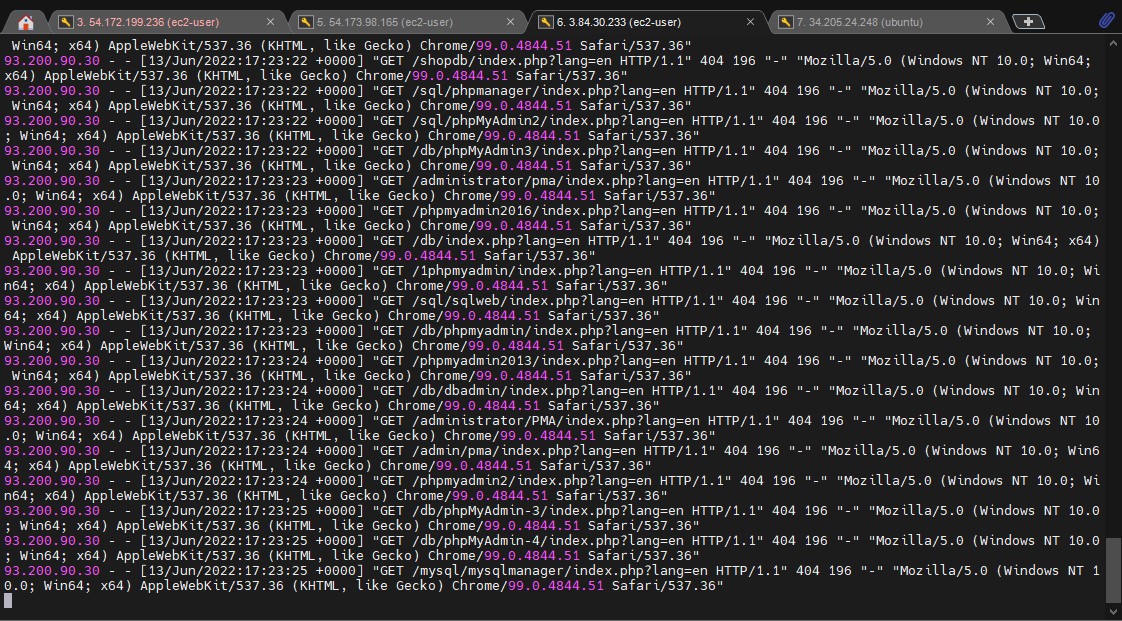 3. 54.172.199.236 (ec2-user)
5. 54.173.98.165 (ec2-user)
6. 3.84.30.233 (ec2-user)
7. 34.205.24.248 (ubuntu)
Win64; x64) AppleWebKit/537.36 (KHTML, like Gecko) Chrome/99.0.4844.51 Safari/537.36"
93.200.90.30 - - [13/Jun/2022:17:23:22 +0000] "GET /shopdb/index.php?lang=en HTTP/1.1" 404 196 "-" "Mozilla/5.0 (Windows NT 10.0; Win64;
x64) AppleWebKit/537.36 (KHTML, like Gecko) Chrome/99.0.4844.51 Safari/537.36"
93.200.90.30 - - [13/Jun/2022:17:23:22 +0000] "GET /sql/phpmanager/index.php?lang=en HTTP/1.1" 404 196 "-" "Mozilla/5.0 (Windows NT 10.0;
Win64; x64) AppleWebKit/537.36 (KHTML, like Gecko) Chrome/99.0.4844.51 Safari/537.36"
93.200.90.30 - - [13/Jun/2022:17:23:22 +0000] "GET /sql/phpMyAdmin2/index.php?lang=en HTTP/1.1" 404 196 "-" "Mozilla/5.0 (Windows NT 10.0
; Win64; x64) AppleWebKit/537.36 (KHTML, like Gecko) Chrome/99.0.4844.51 Safari/537.36"
93.200.90.30 - - [13/Jun/2022:17:23:22 +0000] "GET /db/phpMyAdmin3/index.php?lang=en HTTP/1.1" 404 196 "-" "Mozilla/5.0 (Windows NT 10.0;
Win64; x64) AppleWebKit/537.36 (KHTML, like Gecko) Chrome/99.0.4844.51 Safari/537.36"
93.200.90.30 - - [13/Jun/2022:17:23:23 +0000] "GET /administrator/pma/index.php?lang=en HTTP/1.1" 404 196 "-" "Mozilla/5.0 (Windows NT 10
.0; Win64; x64) AppleWebKit/537.36 (KHTML, like Gecko) Chrome/99.0.4844.51 Safari/537.36"
93.200.90.30 - - [13/Jun/2022:17:23:23 +0000] "GET /phpmyadmin2016/index.php?lang=en HTTP/1.1" 404 196 "-" "Mozilla/5.0 (Windows NT 10.0;
Win64; x64) AppleWebKit/537.36 (KHTML, like Gecko) Chrome/99.0.4844.51 Safari/537.36"
93.200.90.30 - - [13/Jun/2022:17:23:23 +0000] "GET /db/index.php?lang=en HTTP/1.1" 404 196 "-" "Mozilla/5.0 (Windows NT 10.0; Win64; x64)
AppleWebKit/537.36 (KHTML, like Gecko) Chrome/99.0.4844.51 Safari/537.36"
93.200.90.30 - - [13/Jun/2022:17:23:23 +0000] "GET /1phpmyadmin/index.php?lang=en HTTP/1.1" 404 196 "-" "Mozilla/5.0 (Windows NT 10.0; Wi
n64; x64) AppleWebKit/537.36 (KHTML, like Gecko) Chrome/99.0.4844.51 Safari/537.36"
93.200.90.30 - - [13/Jun/2022:17:23:23 +0000] "GET /sql/sqlweb/index.php?lang=en HTTP/1.1" 404 196 "-" "Mozilla/5.0 (Windows NT 10.0; Win
64; x64) AppleWebKit/537.36 (KHTML, like Gecko) Chrome/99.0.4844.51 Safari/537.36"
93.200.90.30 - - [13/Jun/2022:17:23:23 +0000] "GET /db/phpmyadmin/index.php?lang=en HTTP/1.1" 404 196 "-" "Mozilla/5.0 (Windows NT 10.0;
Win64; x64) AppleWebKit/537.36 (KHTML, like Gecko) Chrome/99.0.4844.51 Safari/537.36"
93.200.90.30 - - [13/Jun/2022:17:23:24 +0000] "GET /phpmyadmin2013/index.php?lang=en HTTP/1.1" 404 196 "-" "Mozilla/5.0 (Windows NT 10.0;
Win64; x64) AppleWebKit/537.36 (KHTML, like Gecko) Chrome/99.0.4844.51 Safari/537.36"
93.200.90.30 - - [13/Jun/2022:17:23:24 +0000] "GET /db/dbadmin/index.php?lang=en HTTP/1.1" 404 196 "-" "Mozilla/5.0 (Windows NT 10.0; Win
64; x64) AppleWebKit/537.36 (KHTML, like Gecko) Chrome/99.0.4844.51 Safari/537.36"
93.200.90.30 - - [13/Jun/2022:17:23:24 +0000] "GET /administrator/PMA/index.php?lang=en HTTP/1.1" 404 196 "-" "Mozilla/5.0 (Windows NT 10
.0; Win64; x64) AppleWebKit/537.36 (KHTML, like Gecko) Chrome/99.0.4844.51 Safari/537.36"
93.200.90.30 - - [13/Jun/2022:17:23:24 +0000] "GET /admin/pma/index.php?lang=en HTTP/1.1" 404 196 "-" "Mozilla/5.0 (Windows NT 10.0; Win6
4; x64) AppleWebKit/537.36 (KHTML, like Gecko) Chrome/99.0.4844.51 Safari/537.36"
93.200.90.30 - - [13/Jun/2022:17:23:24 +0000] "GET /phpmyadmin2/index.php?lang=en HTTP/1.1" 404 196 "-" "Mozilla/5.0 (Windows NT 10.0; Wi
n64; x64) AppleWebKit/537.36 (KHTML, like Gecko) Chrome/99.0.4844.51 Safari/537.36"
93.200.90.30 - - [13/Jun/2022:17:23:25 +0000] "GET /db/phpMyAdmin-3/index.php?lang=en HTTP/1.1" 404 196 "-" "Mozilla/5.0 (Windows NT 10.0
; Win64; x64) AppleWebKit/537.36 (KHTML, like Gecko) Chrome/99.0.4844.51 Safari/537.36"
93.200.90.30 - - [13/Jun/2022:17:23:25 +0000] "GET /db/phpMyAdmin-4/index.php?lang=en HTTP/1.1" 404 196 "-" "Mozilla/5.0 (Windows NT 10.0
; Win64; x64) AppleWebKit/537.36 (KHTML, like Gecko) Chrome/99.0.4844.51 Safari/537.36"
93.200.90.30 - - [13/Jun/2022:17:23:25 +0000] "GET /mysql/mysqlmanager/index.php?lang=en HTTP/1.1" 404 196 "-" "Mozilla/5.0 (Windows NT 1
0.0; Win64; x64) AppleWebKit/537.36 (KHTML, like Gecko) Chrome/99.0.4844.51 Safari/537.36"